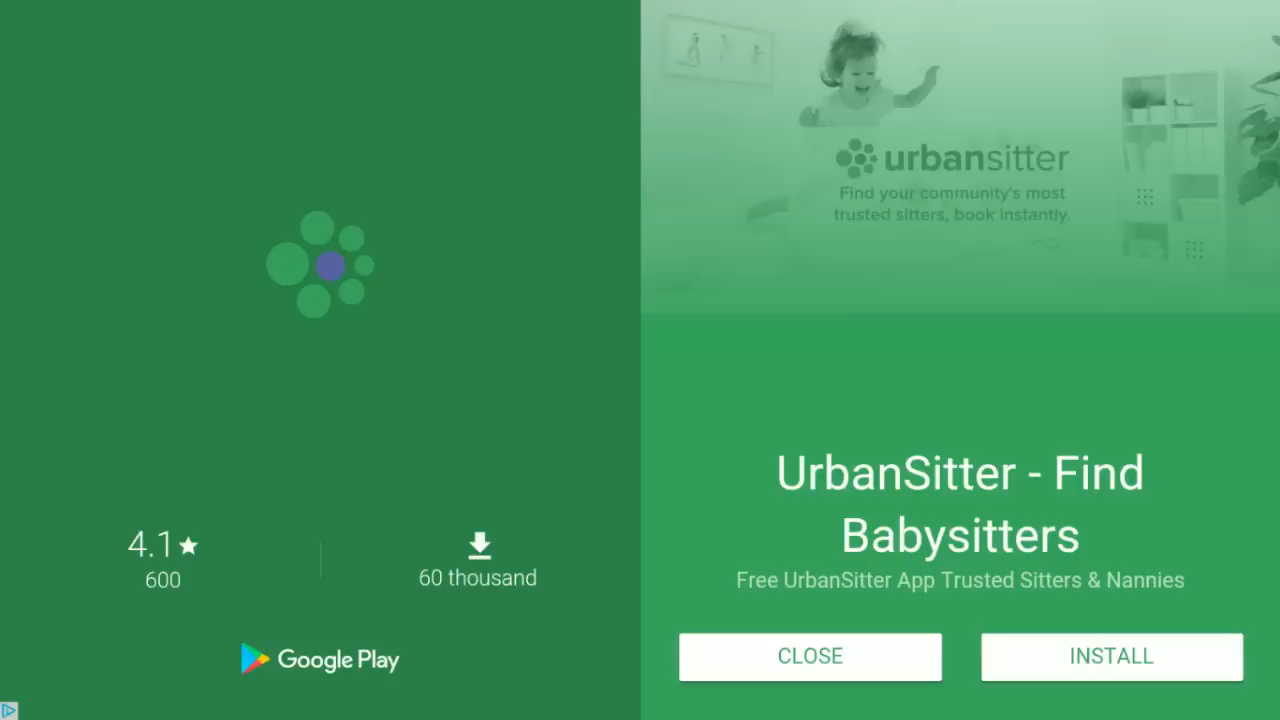 urbansitter
Find your community's most
trusted sitters, book instantly.
4.1
600
60 thousand
Google Play
UrbanSitter - Find
Babysitters
Free UrbanSitter App Trusted Sitters & Nannies
CLOSE
INSTALL